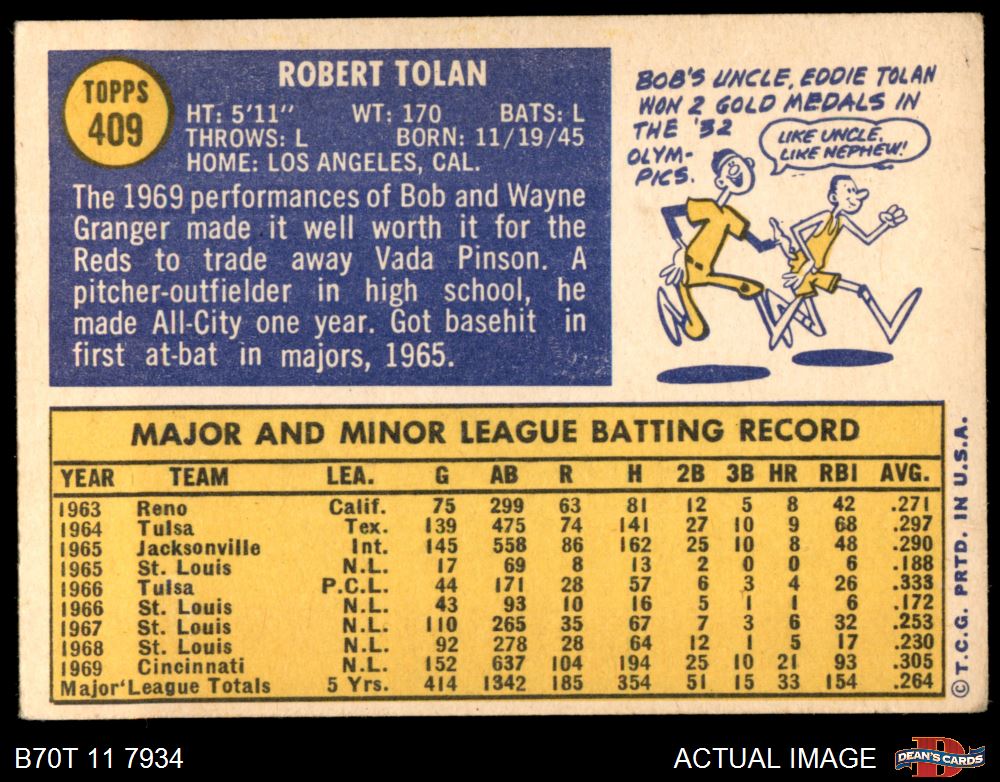 TOPPS
409
ROBERT TOLAN
HT: 5'11" WT: 170 BATS: L
THROWS: L BORN: 11/19/45
HOME: LOS ANGELES, CAL.
The 1969 performances of Bob and Wayne
Granger made it well worth it for the
Reds to trade away Vada Pinson. A
pitcher-outfielder in high school, he
made All-City one year. Got basehit in
first at-bat in majors, 1965.
BOB'S UNCLE, EDDIE TOLAN
WON 2 GOLD MEDALS IN
THE '32
OLYM-
PICS.
LIKE UNCLE,
LIKE NEPHEW!
MAJOR AND MINOR LEAGUE BATTING RECORD
YEAR TEAM LEA. G AB R H 2B 3B HR RBI AVG.
1963 Reno Calif. 75 299 63 81 12 5 8 42 .271
1964 Tulsa Tex. 139 475 74 141 27 10 9 68 .297
1965 Jacksonville Int. 145 558 86 162 25 10 8 48 .290
1965 St. Louis N.L. 17 69 8 13 2 0 0 6 .188
1966 Tulsa P.C.L. 44 171 28 57 6 3 4 26 .333
1966 St. Louis N.L. 43 93 10 16 5 1 1 6 .172
1967 St. Louis N.L. 110 265 35 67 7 3 6 32 .253
1968 St. Louis N.L. 92 278 28 64 12 1 5 17 .230
1969 Cincinnati N.L. 152 637 104 194 25 10 21 93 .305
Major League Totals 5 Yrs. 414 1342 185 354 51 15 33 154 .264
© T.C.G. PRTD. IN U.S.A.
B70T 11 7934
ACTUAL IMAGE
DEAN'S CARDS